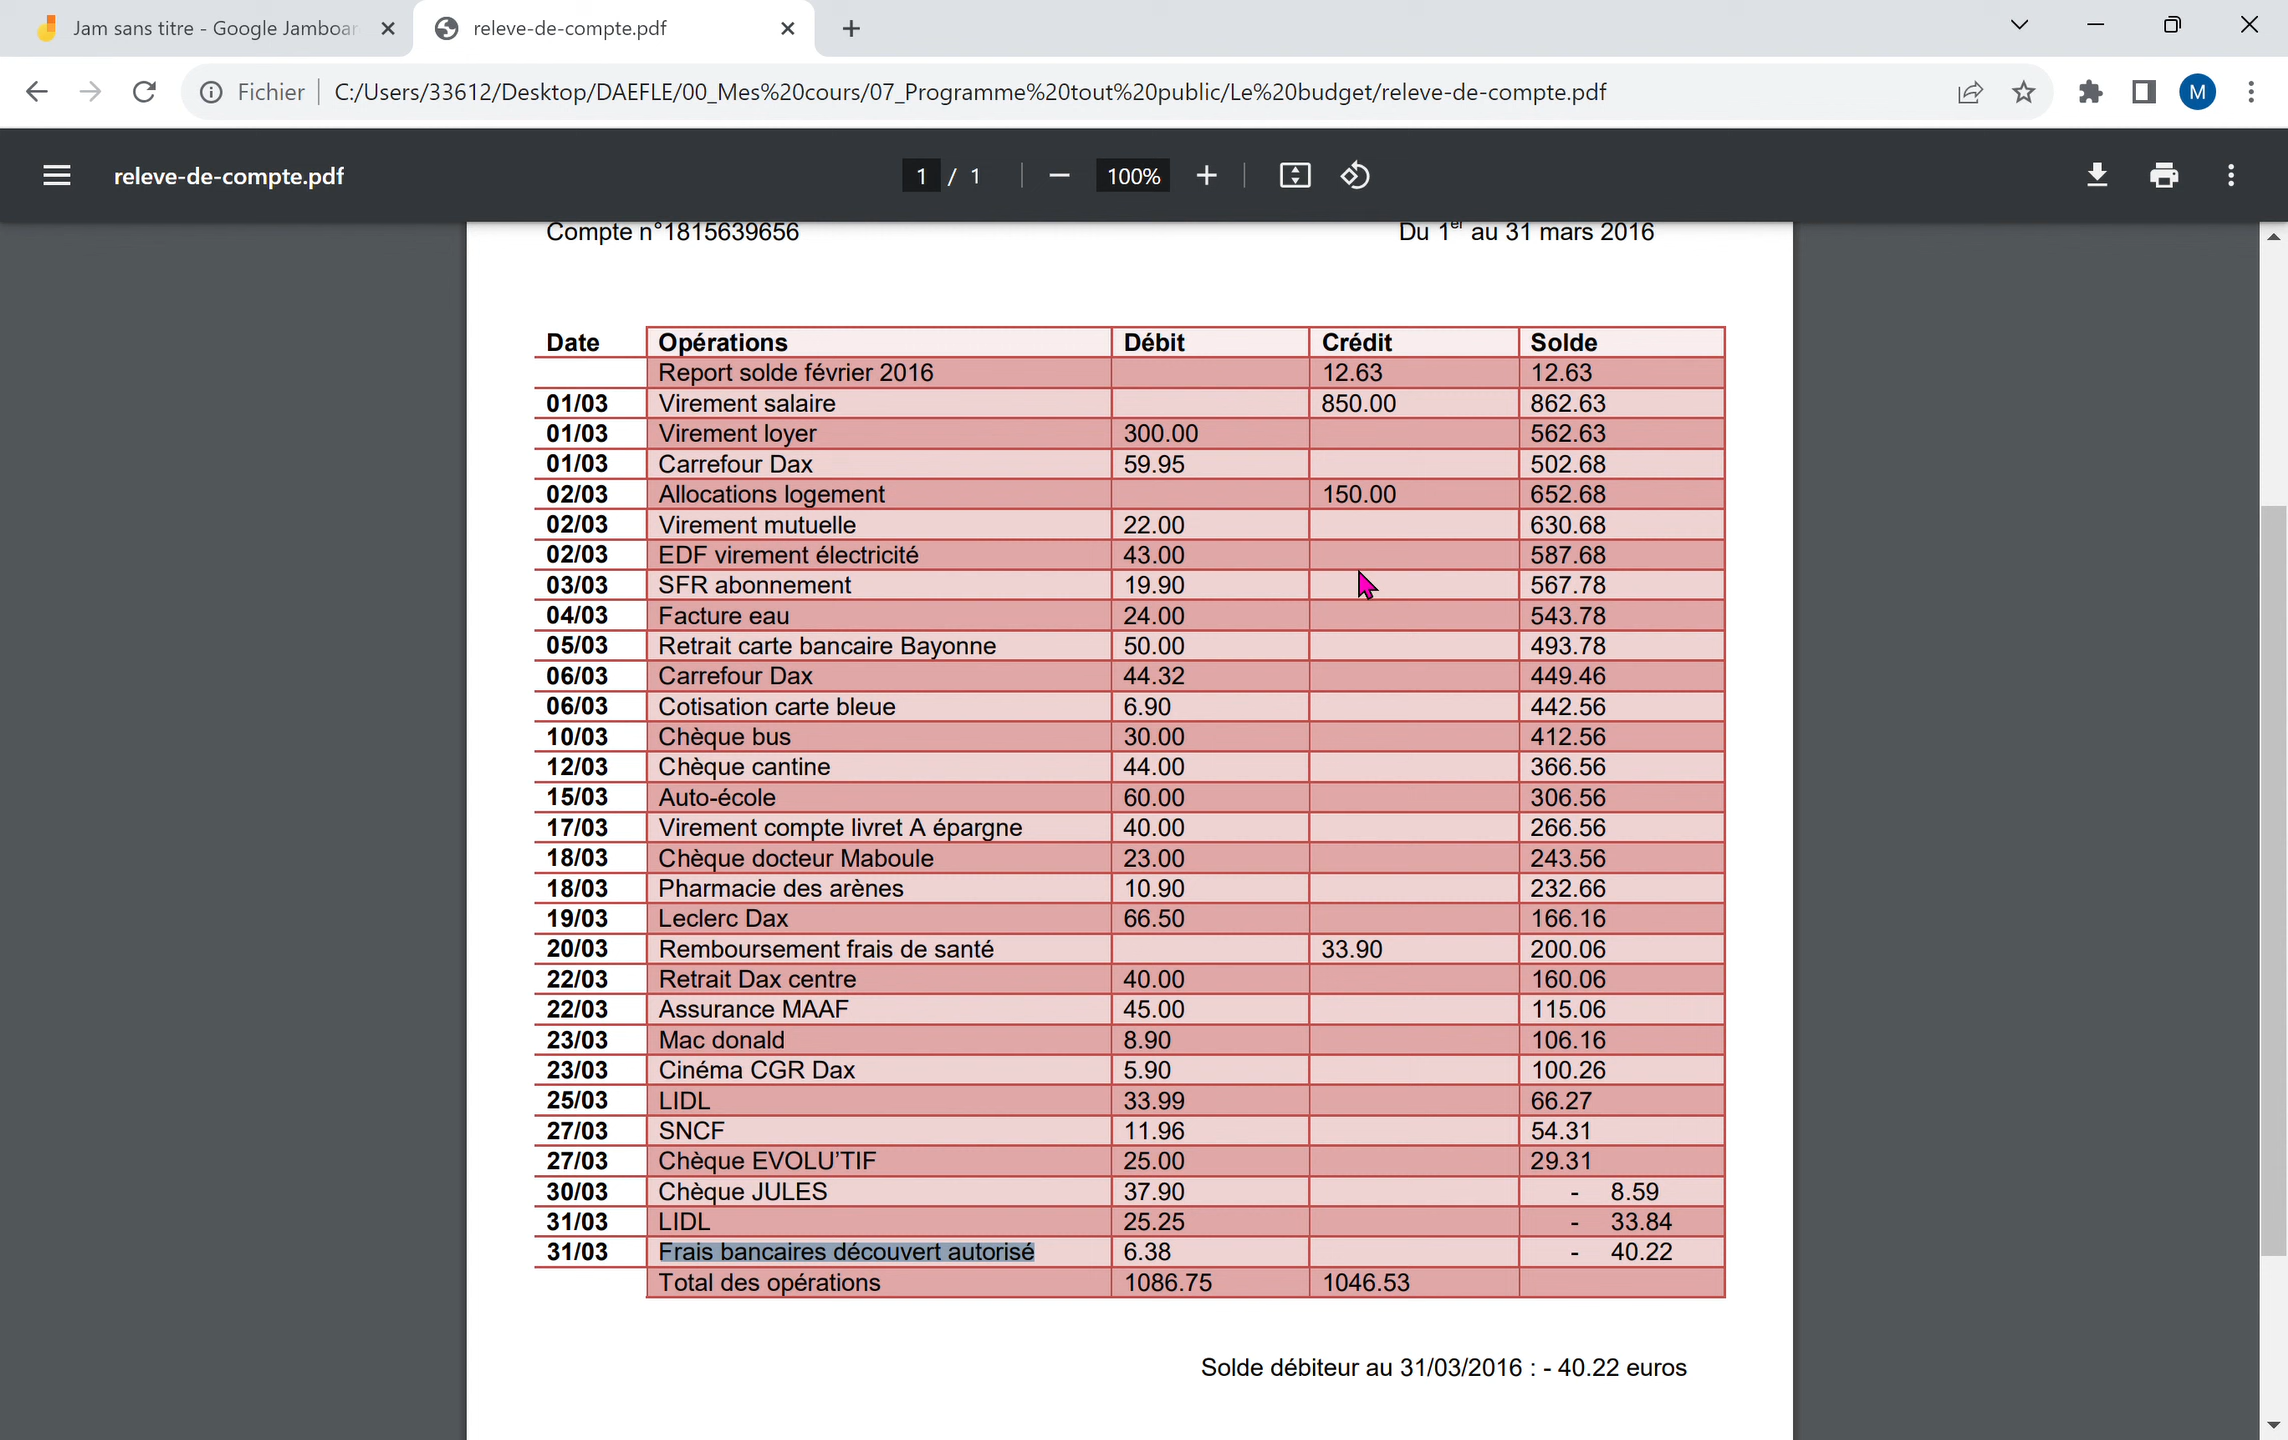 Jam sans titre - Google Jamboar
releve-de-compte.pdf
Fichier C:/Users/33612/Desktop/DAEFLE/00_Mes%20cours/07_Programme%20tout%20public/Le%20budget/releve-de-compte.pdf
M
releve-de-compte.pdf 1 / 1 100%
Compte n°1815639656 Du 1er au 31 mars 2016
Date Opérations Débit Crédit Solde
Report solde février 2016 12.63 12.63
01/03 Virement salaire 850.00 862.63
01/03 Virement loyer 300.00 562.63
01/03 Carrefour Dax 59.95 502.68
02/03 Allocations logement 150.00 652.68
02/03 Virement mutuelle 22.00 630.68
02/03 EDF virement électricité 43.00 587.68
03/03 SFR abonnement 19.90 567.78
04/03 Facture eau 24.00 543.78
05/03 Retrait carte bancaire Bayonne 50.00 493.78
06/03 Carrefour Dax 44.32 449.46
06/03 Cotisation carte bleue 6.90 442.56
10/03 Chèque bus 30.00 412.56
12/03 Chèque cantine 44.00 366.56
15/03 Auto-école 60.00 306.56
17/03 Virement compte livret A épargne 40.00 266.56
18/03 Chèque docteur Maboule 23.00 243.56
18/03 Pharmacie des arènes 10.90 232.66
19/03 Leclerc Dax 66.50 166.16
20/03 Remboursement frais de santé 33.90 200.06
22/03 Retrait Dax centre 40.00 160.06
22/03 Assurance MAAF 45.00 115.06
23/03 Mac donald 8.90 106.16
23/03 Cinéma CGR Dax 5.90 100.26
25/03 LIDL 33.99 66.27
27/03 SNCF 11.96 54.31
27/03 Chèque EVOLU'TIF 25.00 29.31
30/03 Chèque JULES 37.90 - 8.59
31/03 LIDL 25.25 - 33.84
31/03 Frais bancaires découvert autorisé 6.38 - 40.22
Total des opérations 1086.75 1046.53
Solde débiteur au 31/03/2016 : - 40.22 euros